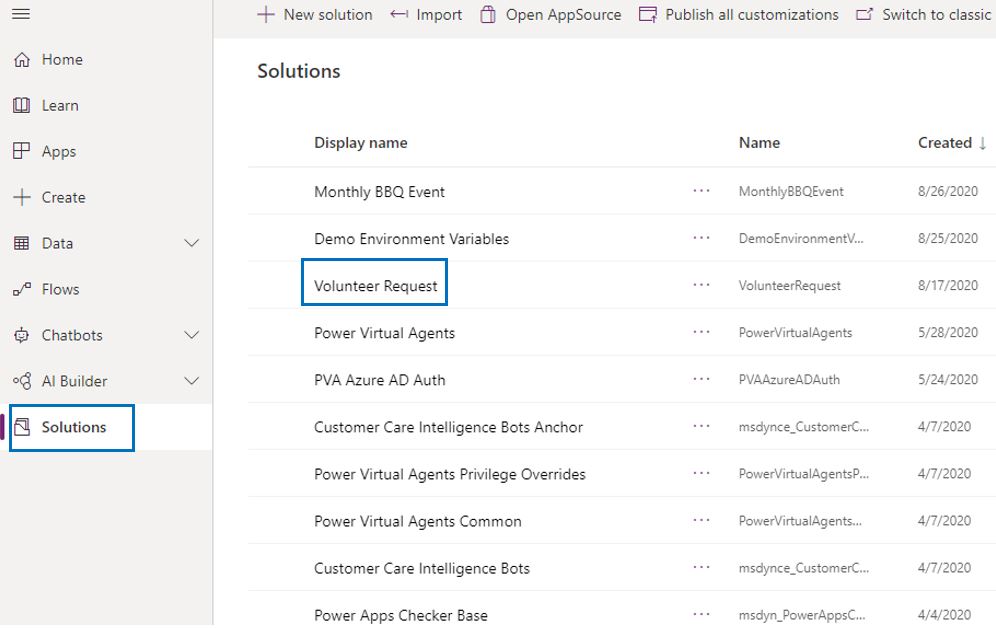 New solution Import Open AppSource Publish all customizations Switch to classic
Home
Learn
Apps
Create
Data
Flows
Chatbots
AI Builder
Solutions
Solutions
Display name Name Created ↓
Monthly BBQ Event ... MonthlyBBQEvent 8/26/2020
Demo Environment Variables ... DemoEnvironmentV... 8/25/2020
Volunteer Request ... VolunteerRequest 8/17/2020
Power Virtual Agents ... PowerVirtualAgents 5/28/2020
PVA Azure AD Auth ... PVAAzureADAuth 5/24/2020
Customer Care Intelligence Bots Anchor ... msdynce_CustomerC... 4/7/2020
Power Virtual Agents Privilege Overrides ... PowerVirtualAgentsP... 4/7/2020
Power Virtual Agents Common ... PowerVirtualAgents... 4/7/2020
Customer Care Intelligence Bots ... msdynce_CustomerC... 4/7/2020
Power Apps Checker Base ... msdyn_PowerAppsC... 4/4/2020